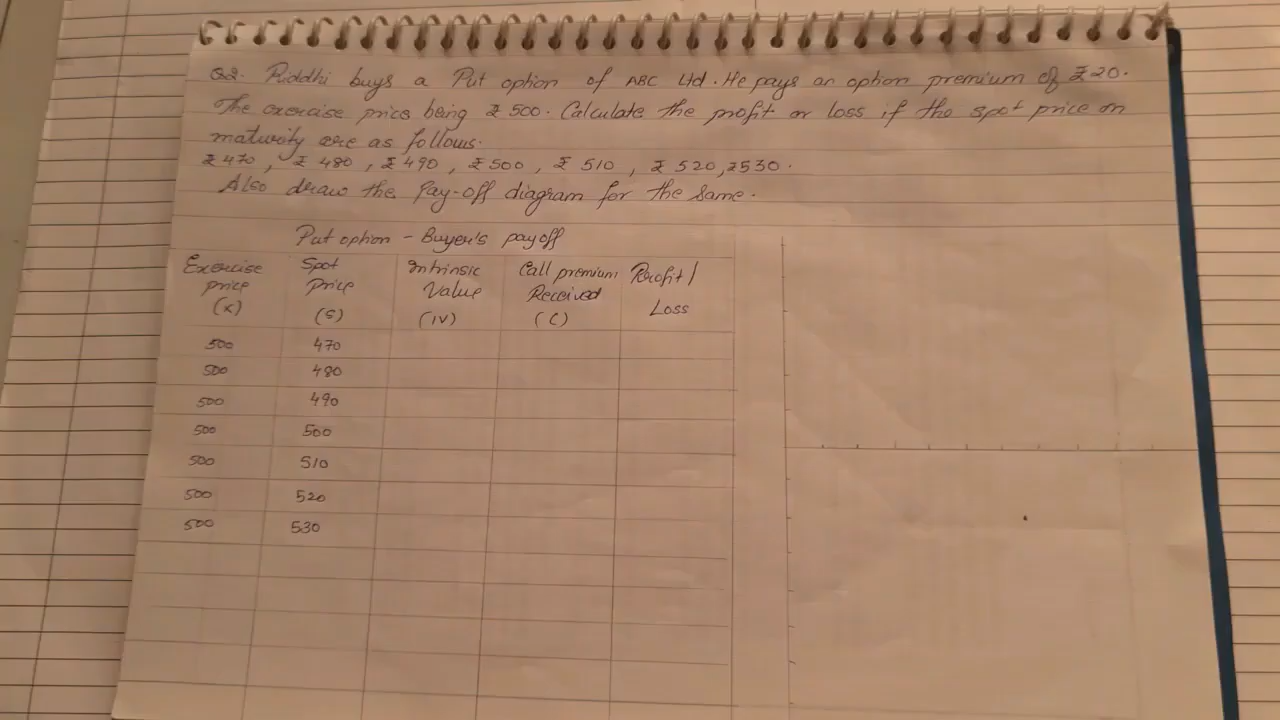 Q2. Riddhi buys a Put option of ABC Ltd. He pays an option premium of ₹20.
The exercise price being ₹500. Calculate the profit or loss if the spot price on
maturity are as follows.
₹470, ₹480, ₹490, ₹500, ₹510, ₹520, ₹530.
Also draw the Pay-off diagram for the same.
Put option - Buyer's payoff
Exercise Spot Intrinsic Call premium Profit/
price Price Value Received Loss
(X) (S) (IV) (C)
500 470
500 480
500 490
500 500
500 510
500 520
500 530